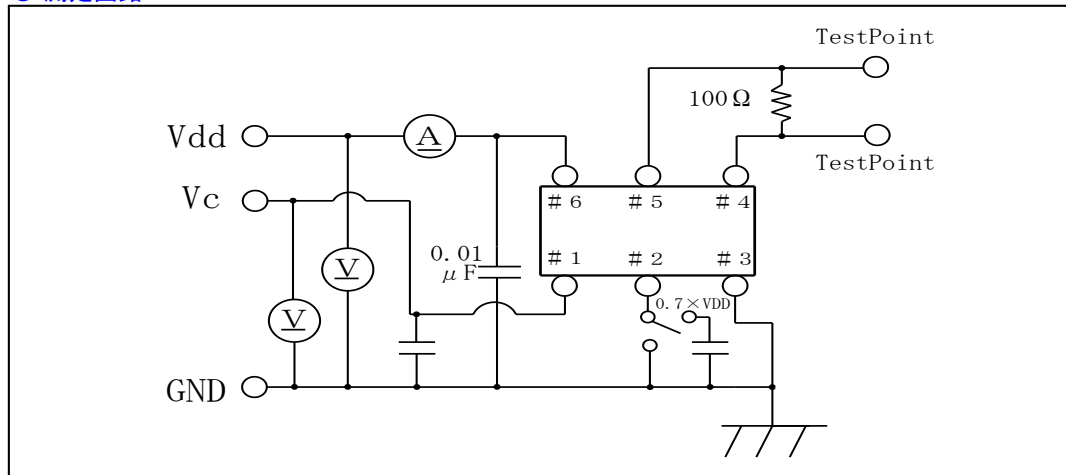 TestPoint
100Ω
Vdd
A
TestPoint
Vc
#6 #5 #4
0.01
μF
V
#1 #2 #3
0.7×VDD
V
GND